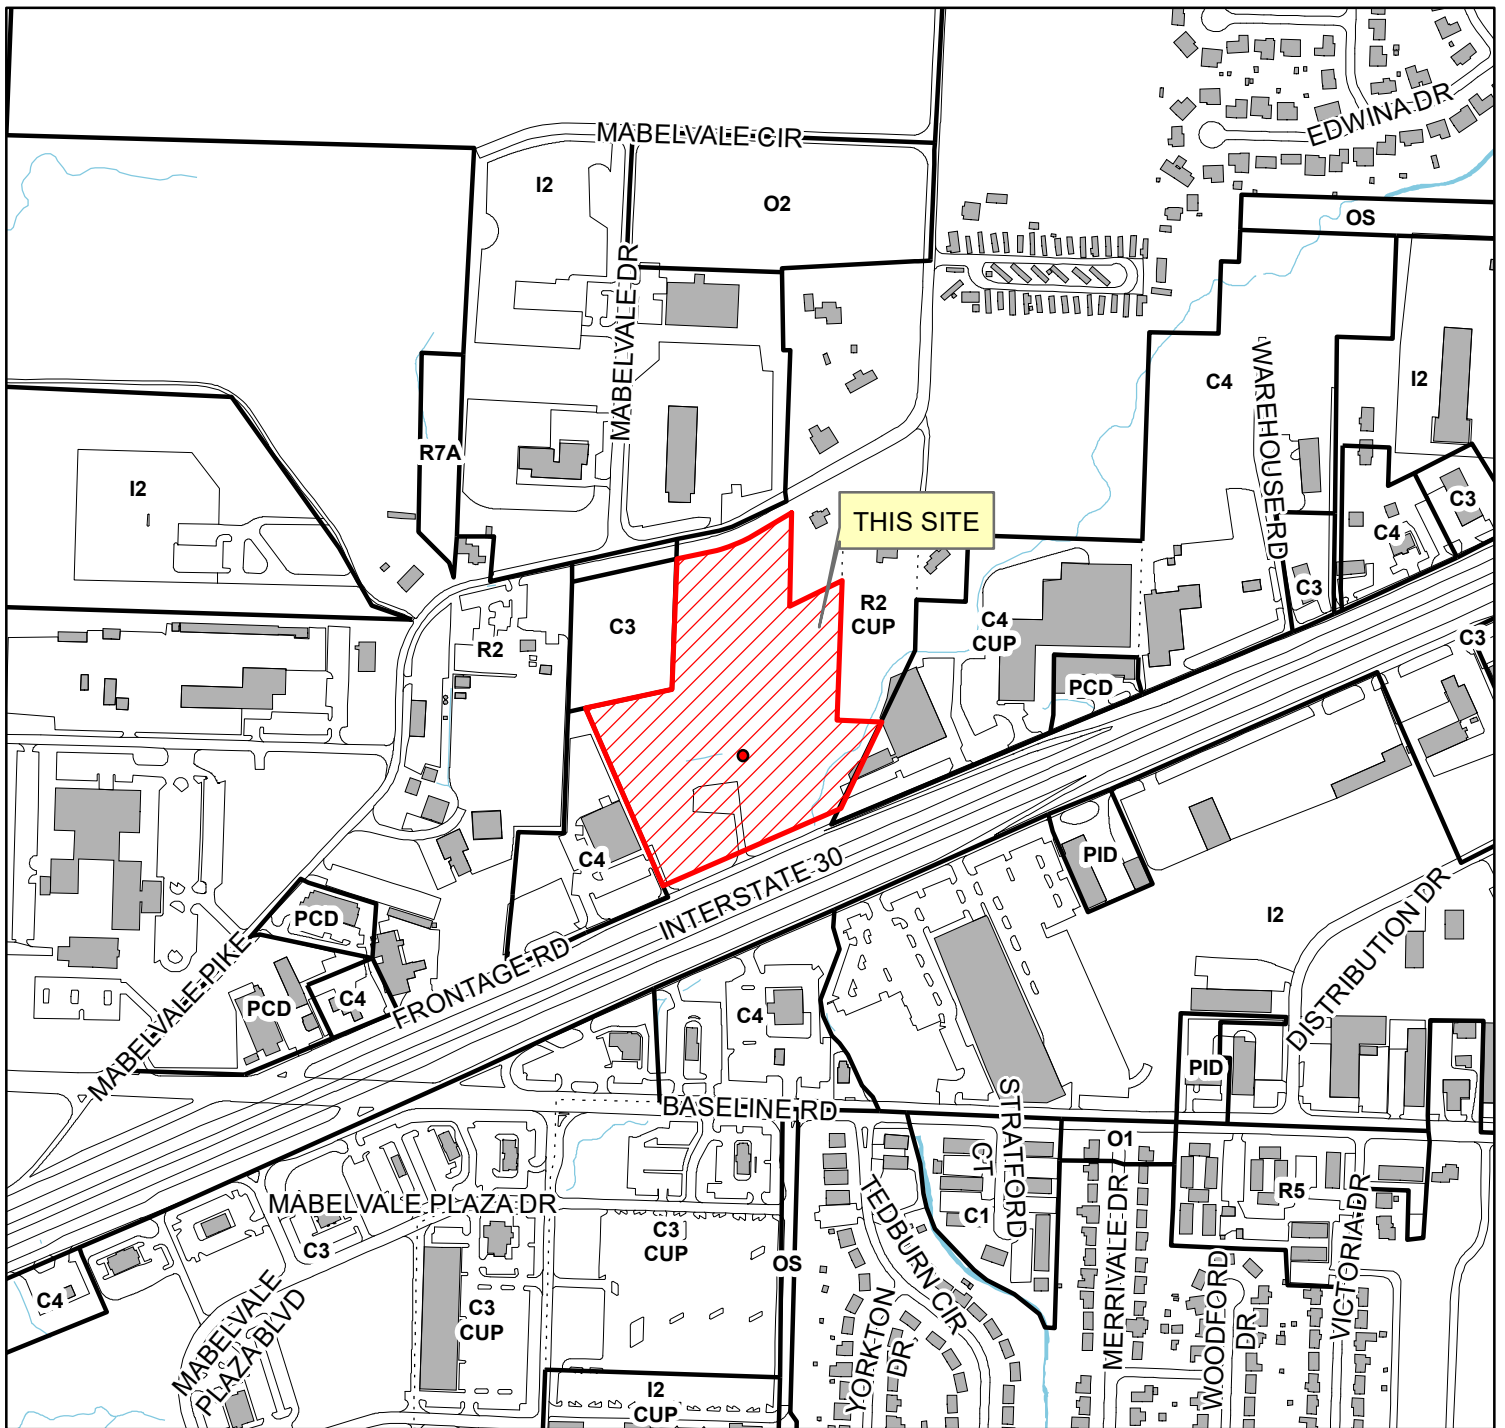 EDWINA DR
MABELVALE CIR
I2
O2
OS
MABELVALE DR
WAREHOUSE RD
C4
I2
R7A
I2
C3
C4
THIS SITE
C3
R2
CUP
C3
C4
CUP
R2
C3
PCD
C4
PID
INTERSTATE 30
I2
DISTRIBUTION DR
PCD
MABELVALE PIKE
FRONTAGE RD
C4
PCD
C4
PID
BASELINE RD
STRATFORD
CT
O1
MERRIVALE DR
R5
VICTORIA DR
MABELVALE PLAZA DR
TEDBURN CIR
C1
C3
C3
CUP
OS
WOODFORD
DR
C4
MABELVALE
PLAZA BLVD
C3
CUP
YORKTON
DR
I2
CUP